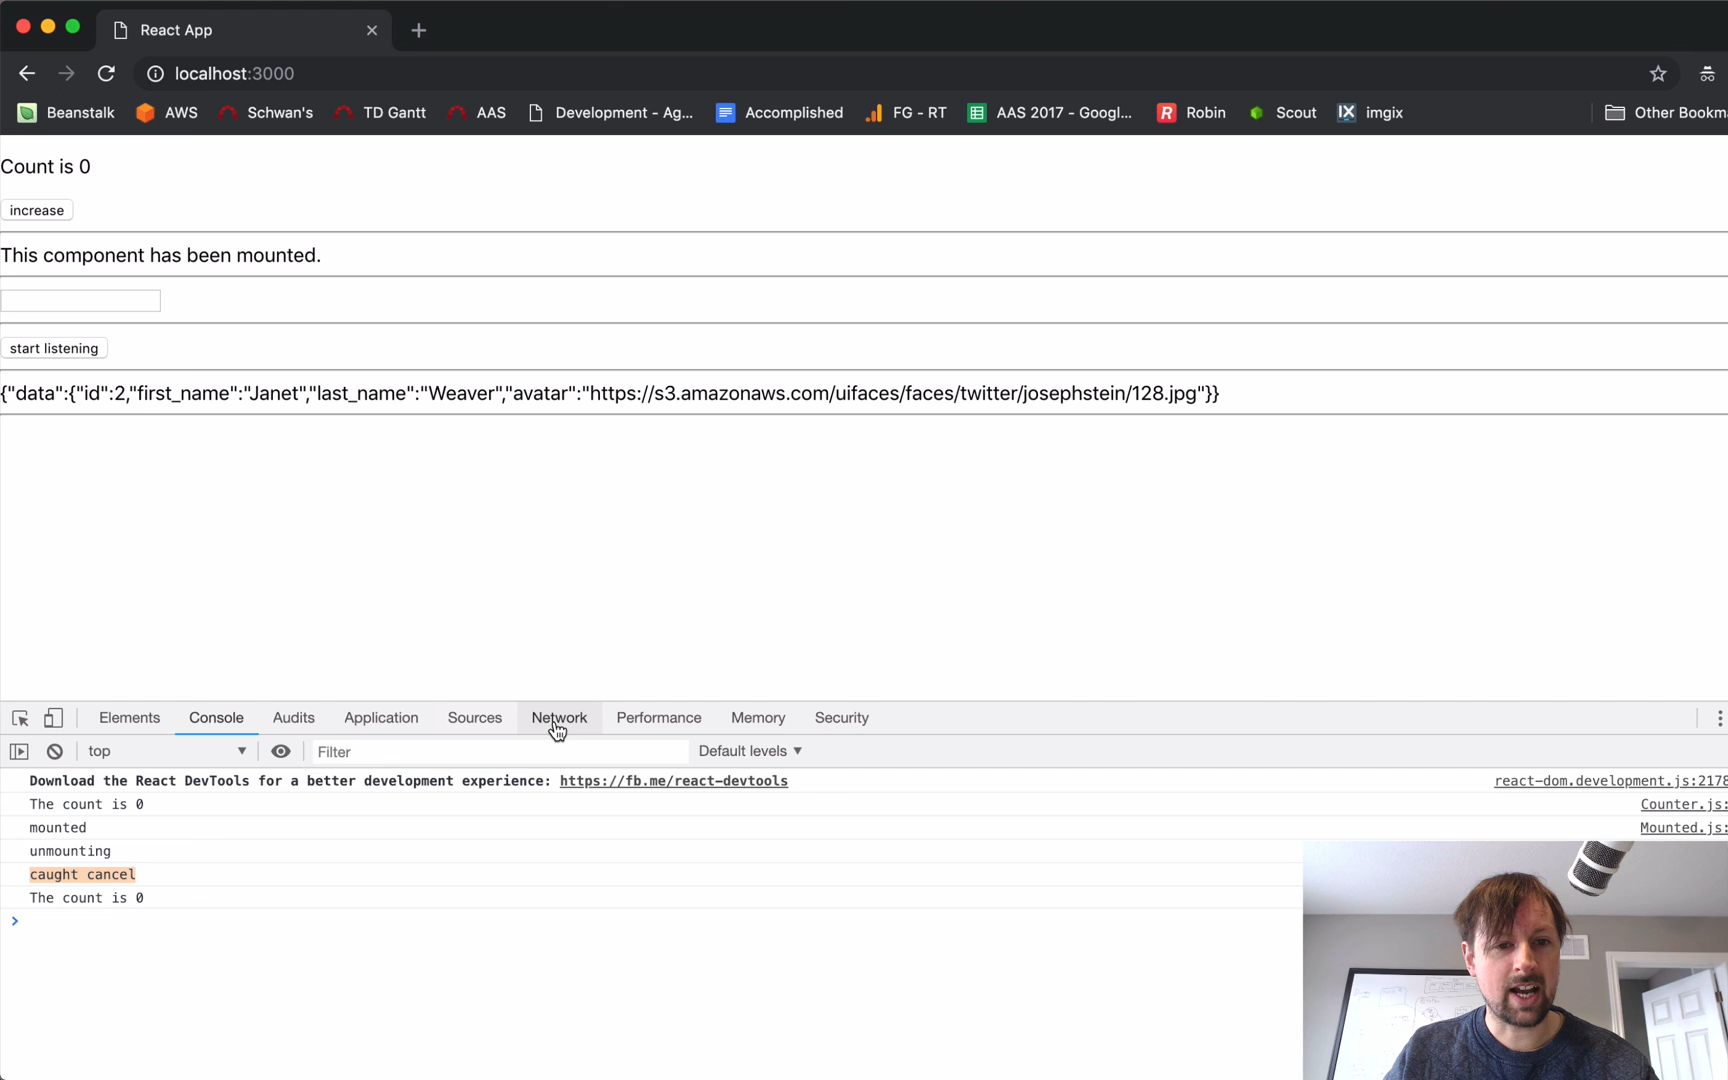 React App
localhost:3000
Beanstalk AWS Schwan's TD Gantt AAS Development - Ag... Accomplished FG - RT AAS 2017 - Googl... R Robin Scout IX imgix Other Bookma
Count is 0
increase
This component has been mounted.
start listening
{"data":{"id":2,"first_name":"Janet","last_name":"Weaver","avatar":"https://s3.amazonaws.com/uifaces/faces/twitter/josephstein/128.jpg"}}
Elements Console Audits Application Sources Network Performance Memory Security
top Filter Default levels
Download the React DevTools for a better development experience: https://fb.me/react-devtools react-dom.development.js:2178
The count is 0 Counter.js:
mounted Mounted.js:
unmounting
caught cancel
The count is 0